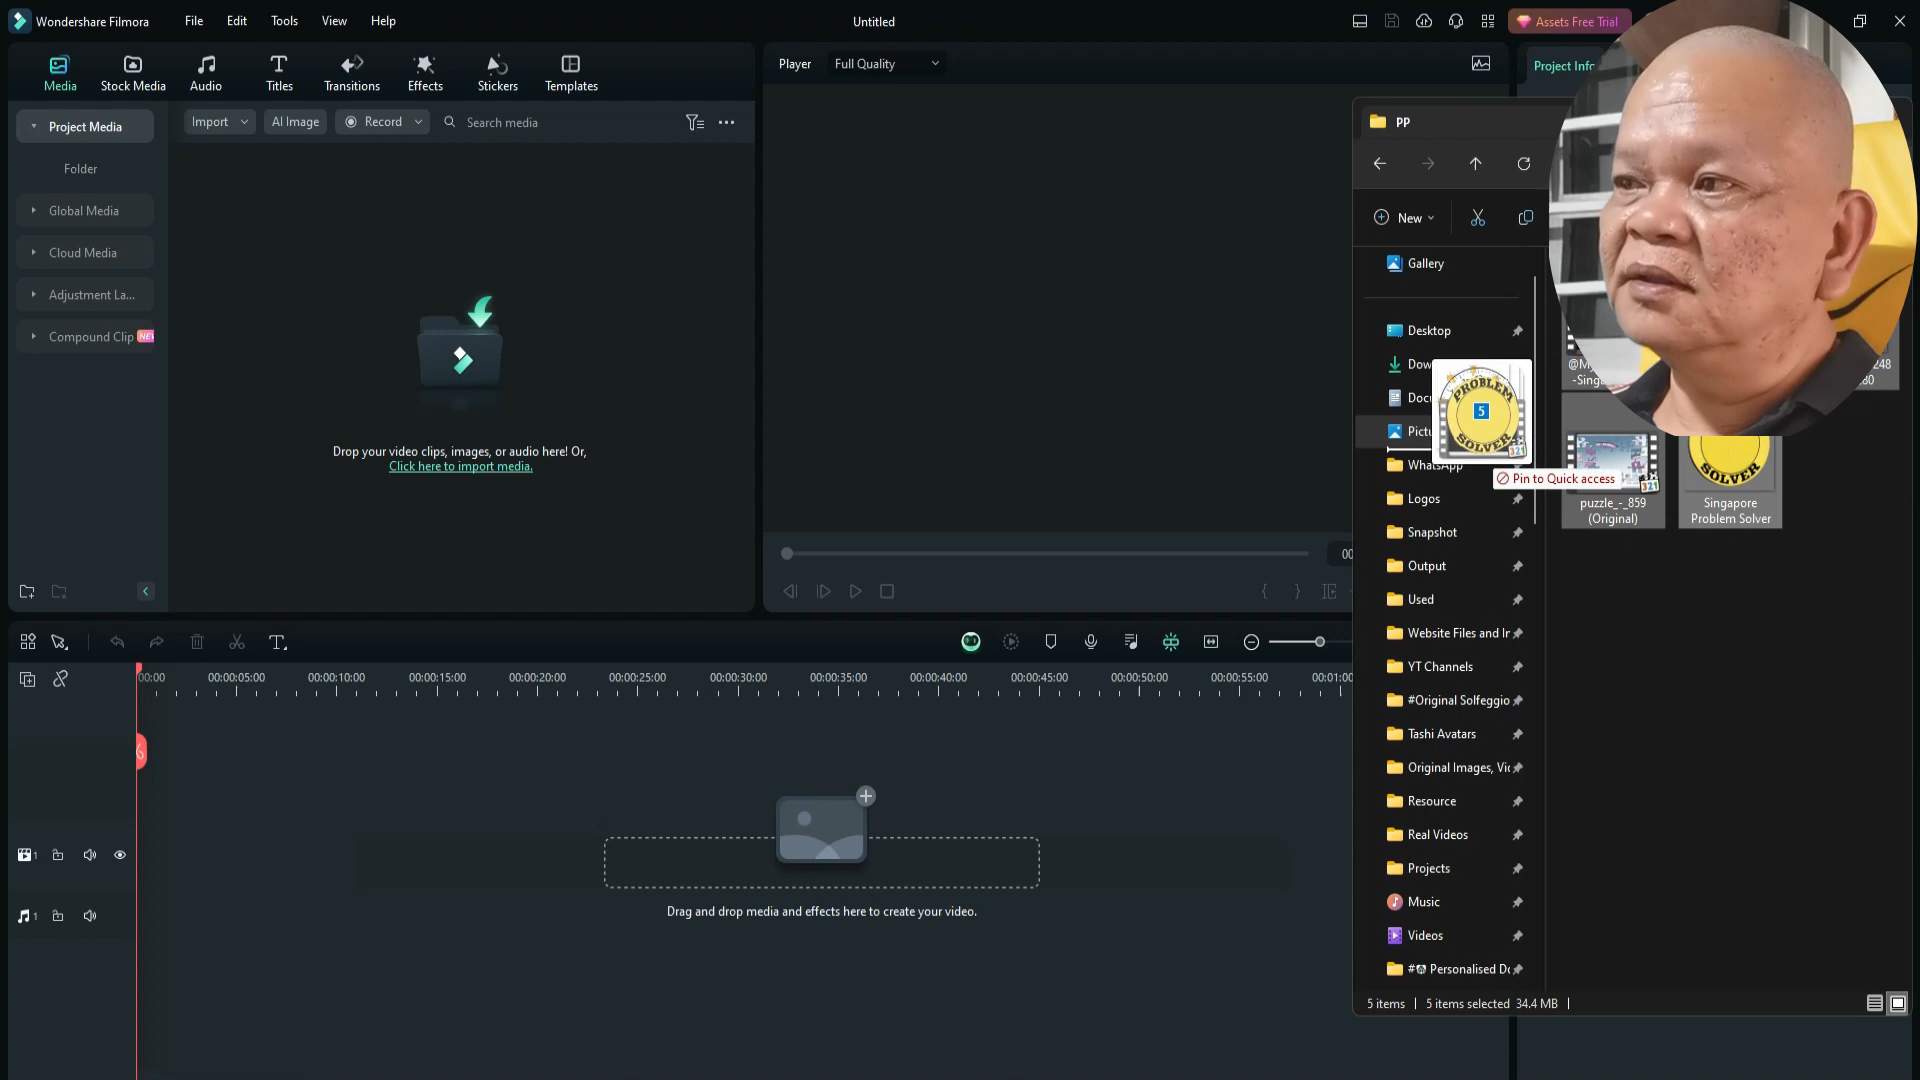 Wondershare Filmora
File
Edit
Tools
View
Help
Untitled
Assets Free Trial
Media
Stock Media
Audio
Titles
Transitions
Effects
Stickers
Templates
Player
Full Quality
Project Info
Project Media
Import
AI Image
Record
Search media
Folder
Global Media
Cloud Media
Adjustment La...
Compound Clip
Drop your video clips, images, or audio here! Or,
Click here to import media.
PP
New
Gallery
Desktop
WhatsApp
Logos
Snapshot
Output
Used
Website Files and
YT Channels
#Original Solfeggio
Tashi Avatars
Original Images,
Resource
Real Videos
Projects
Music
Videos
Personalised
PROBLEM
5
SOLVER
321
Pin to Quick access
puzzle_-_859
(Original)
321
SOLVER
Singapore
Problem Solver
00:00
00:00:05:00
00:00:10:00
00:00:15:00
00:00:20:00
00:00:25:00
00:00:30:00
00:00:35:00
00:00:40:00
00:00:45:00
00:00:50:00
00:00:55:00
1
1
Drag and drop media and effects here to create your video.
5 items
5 items selected 34.4 MB